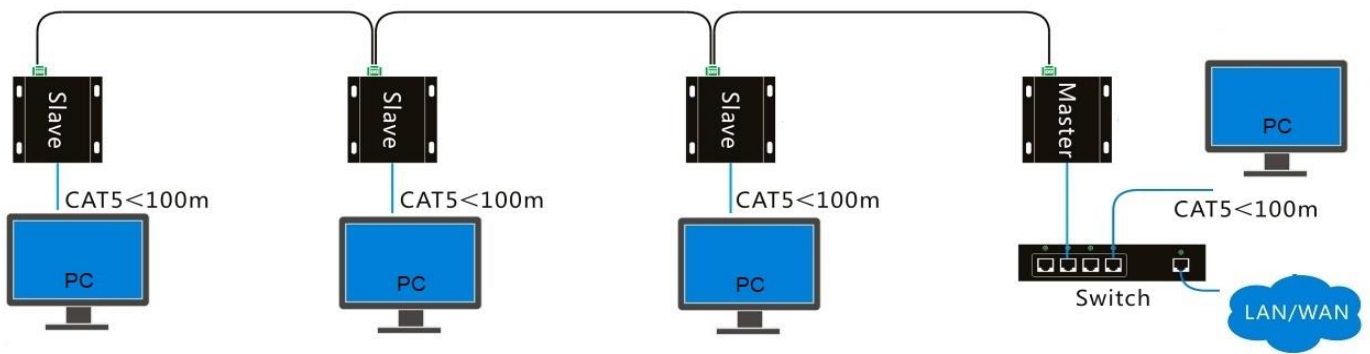 Slave
Slave
Slave
Master
PC
CAT5<100m
CAT5<100m
CAT5<100m
CAT5<100m
PC
PC
PC
Switch
LAN/WAN